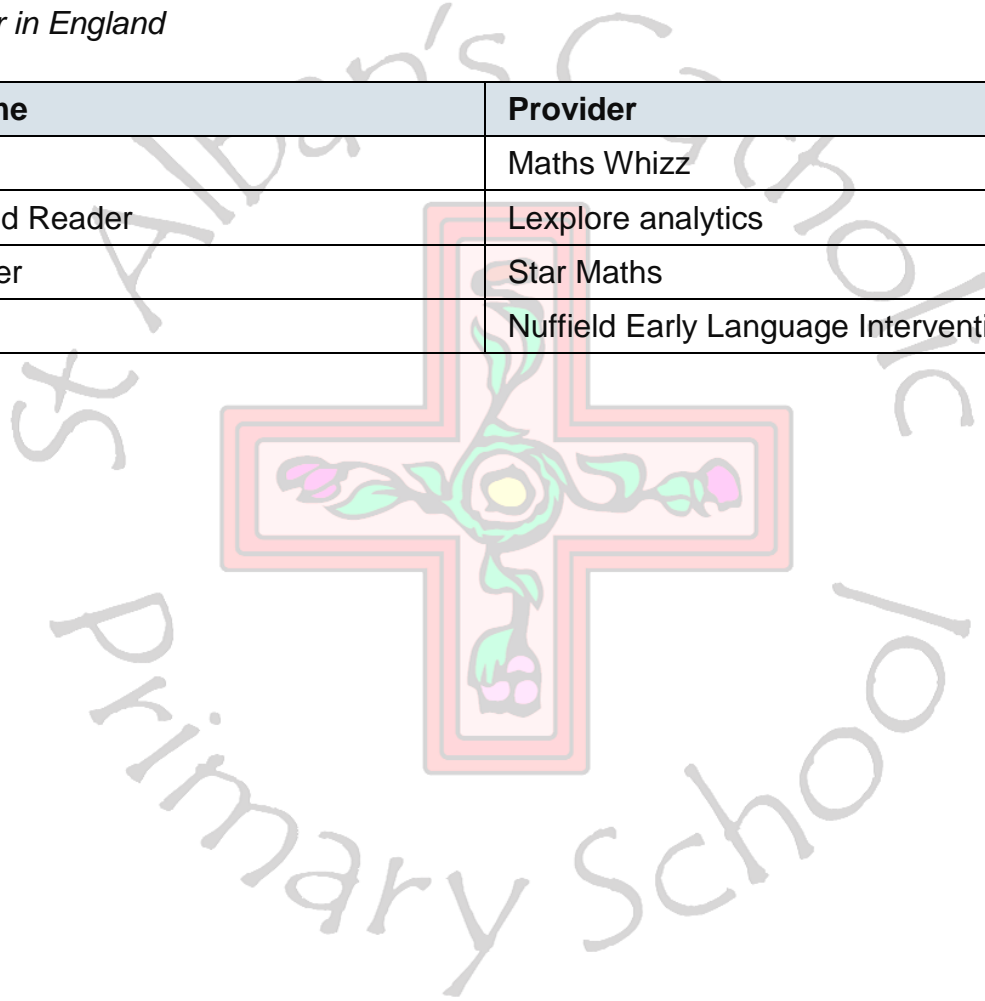 r in England
ne Provider
Maths Whizz
d Reader Lexplore analytics
er Star Maths
Nuffield Early Language Interventi
St Alban's Catholic
Primary School